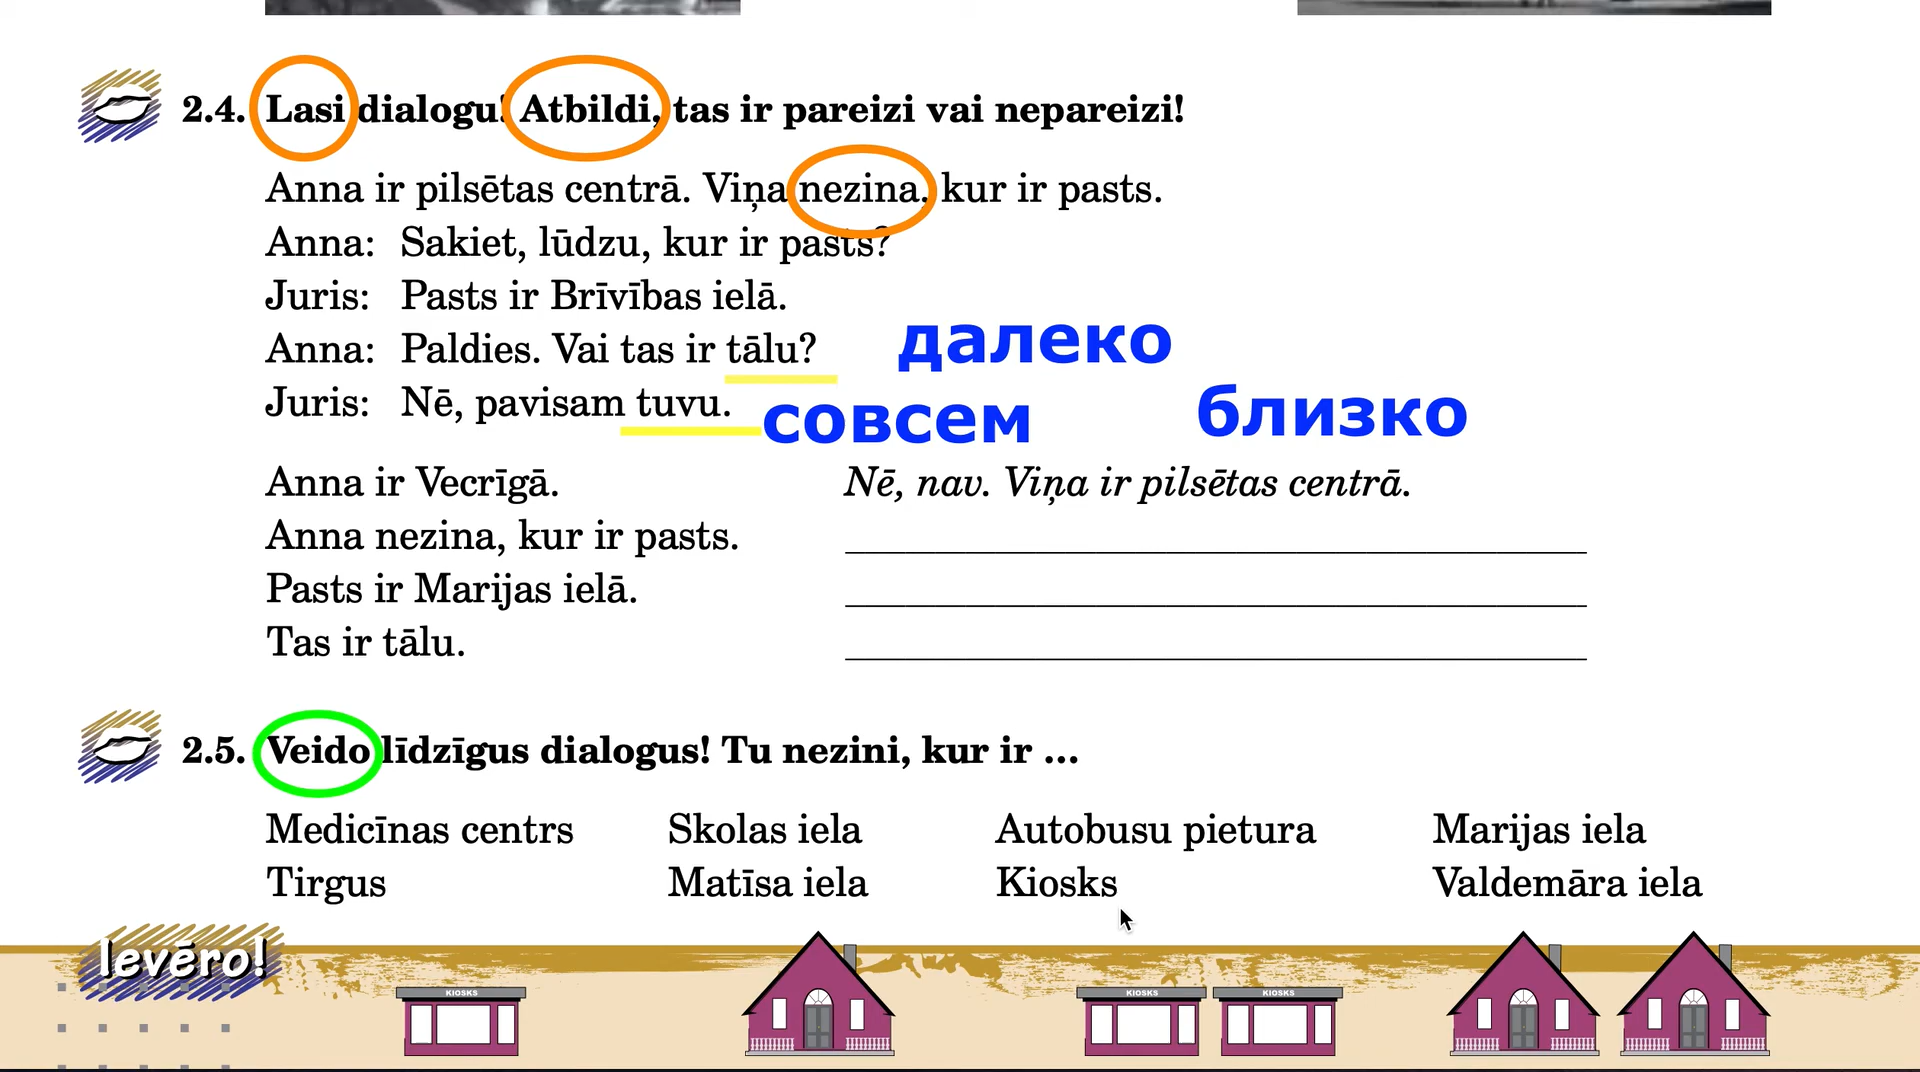 2.4. Lasi dialogu! Atbildi, tas ir pareizi vai nepareizi!
Anna ir pilsētas centrā. Viņa nezina, kur ir pasts.
Anna: Sakiet, lūdzu, kur ir pasts?
Juris: Pasts ir Brīvības ielā.
Anna: Paldies. Vai tas ir tālu? далеко
Juris: Nē, pavisam tuvu. совсем близко
Anna ir Vecrīgā. Nē, nav. Viņa ir pilsētas centrā.
Anna nezina, kur ir pasts.
Pasts ir Marijas ielā.
Tas ir tālu.
2.5. Veido līdzīgus dialogus! Tu nezini, kur ir ...
Medicīnas centrs Skolas iela Autobusu pietura Marijas iela
Tirgus Matīsa iela Kiosks Valdemāra iela
Ievēro!
KIOSKS KIOSKS KIOSKS